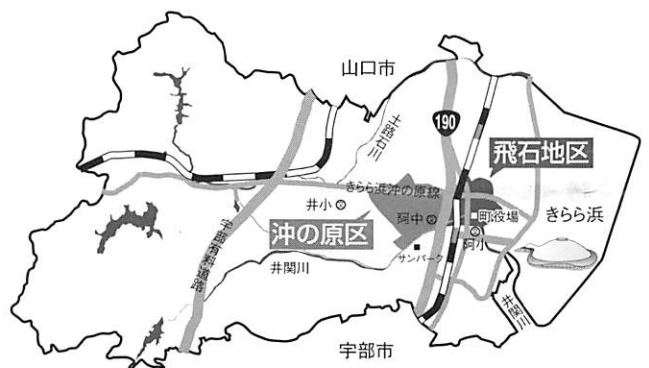 山口市
土路石川
190
飛石地区
きらら浜沖の原線
井小
阿中
町役場
きらら浜
沖の原区
阿小
サンパーク
宇部有料道路
井関川
井関川
宇部市